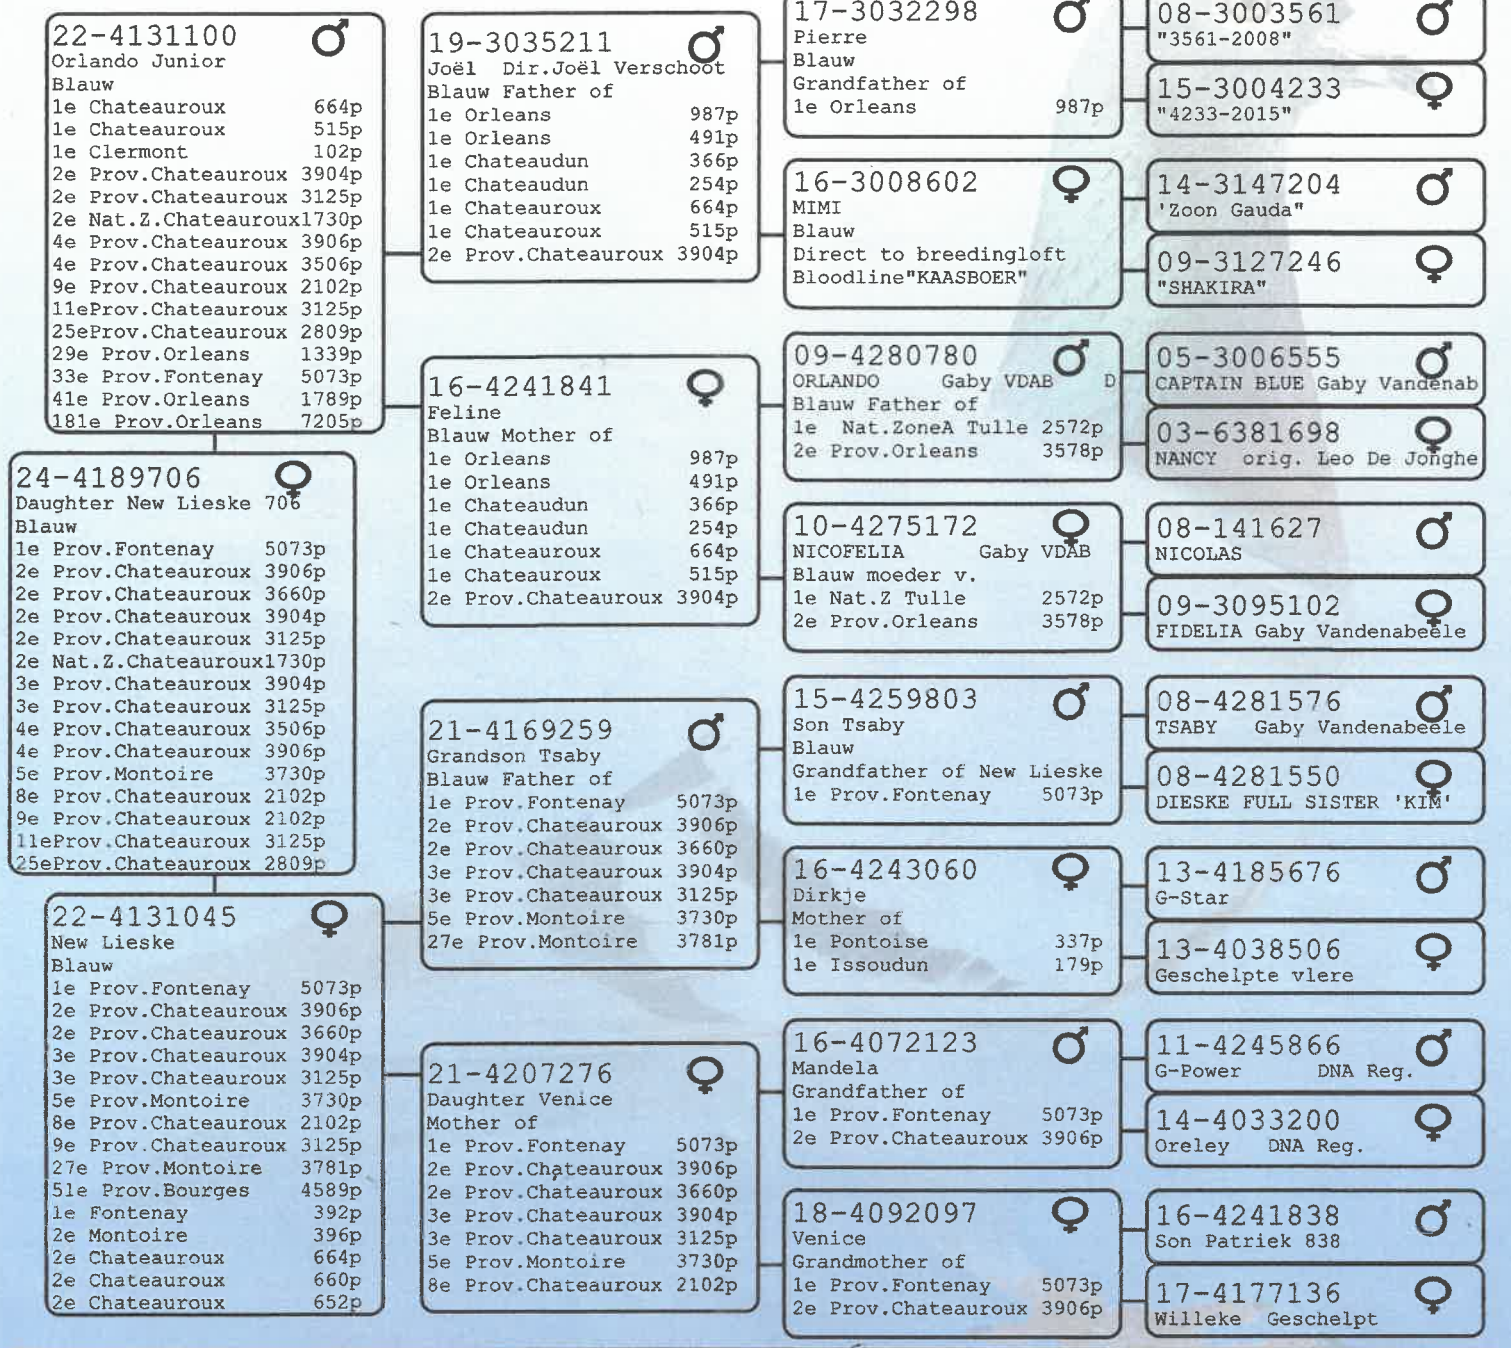 22-4131100 ♂
Orlando Junior
Blauw
1e Chateauroux 664p
1e Chateauroux 515p
1e Clermont 102p
2e Prov.Chateauroux 3904p
2e Prov.Chateauroux 3125p
2e Nat.Z.Chateauroux1730p
4e Prov.Chateauroux 3906p
4e Prov.Chateauroux 3506p
9e Prov.Chateauroux 2102p
11eProv.Chateauroux 3125p
25eProv.Chateauroux 2809p
29e Prov.Orleans 1339p
33e Prov.Fontenay 5073p
41e Prov.Orleans 1789p
181e Prov.Orleans 7205p
24-4189706 ♀
Daughter New Lieske 706
Blauw
1e Prov.Fontenay 5073p
2e Prov.Chateauroux 3906p
2e Prov.Chateauroux 3660p
2e Prov.Chateauroux 3904p
2e Prov.Chateauroux 3125p
2e Nat.Z.Chateauroux1730p
3e Prov.Chateauroux 3904p
3e Prov.Chateauroux 3125p
4e Prov.Chateauroux 3506p
4e Prov.Chateauroux 3906p
5e Prov.Montoire 3730p
8e Prov.Chateauroux 2102p
9e Prov.Chateauroux 2102p
11eProv.Chateauroux 3125p
25eProv.Chateauroux 2809p
22-4131045 ♀
New Lieske
Blauw
1e Prov.Fontenay 5073p
2e Prov.Chateauroux 3906p
2e Prov.Chateauroux 3660p
3e Prov.Chateauroux 3904p
3e Prov.Chateauroux 3125p
5e Prov.Montoire 3730p
8e Prov.Chateauroux 2102p
9e Prov.Chateauroux 3125p
27e Prov.Montoire 3781p
51e Prov.Bourges 4589p
1e Fontenay 392p
2e Montoire 396p
2e Chateauroux 664p
2e Chateauroux 660p
2e Chateauroux 652p
19-3035211 ♂
Joël Dir.Joël Verschoot
Blauw Father of
1e Orleans 987p
1e Orleans 491p
1e Chateaudun 366p
1e Chateaudun 254p
1e Chateauroux 664p
1e Chateauroux 515p
2e Prov.Chateauroux 3904p
16-4241841 ♀
Feline
Blauw Mother of
1e Orleans 987p
1e Orleans 491p
1e Chateaudun 366p
1e Chateaudun 254p
1e Chateauroux 664p
1e Chateauroux 515p
2e Prov.Chateauroux 3904p
21-4169259 ♂
Grandson Tsaby
Blauw Father of
1e Prov.Fontenay 5073p
2e Prov.Chateauroux 3906p
2e Prov.Chateauroux 3660p
3e Prov.Chateauroux 3904p
3e Prov.Chateauroux 3125p
5e Prov.Montoire 3730p
27e Prov.Montoire 3781p
21-4207276 ♀
Daughter Venice
Mother of
1e Prov.Fontenay 5073p
2e Prov.Chateauroux 3906p
2e Prov.Chateauroux 3660p
3e Prov.Chateauroux 3904p
3e Prov.Chateauroux 3125p
5e Prov.Montoire 3730p
8e Prov.Chateauroux 2102p
17-3032298 ♂
Pierre
Blauw
Grandfather of
1e Orleans 987p
16-3008602 ♀
MIMI
Blauw
Direct to breedingloft
Bloodline"KAASBOER"
09-4280780 ♂
ORLANDO Gaby VDAB D
Blauw Father of
1e Nat.ZoneA Tulle 2572p
2e Prov.Orleans 3578p
10-4275172 ♀
NICOFELIA Gaby VDAB
Blauw moeder v.
1e Nat.Z Tulle 2572p
2e Prov.Orleans 3578p
15-4259803 ♂
Son Tsaby
Blauw
Grandfather of New Lieske
1e Prov.Fontenay 5073p
16-4243060 ♀
Dirkje
Mother of
1e Pontoise 337p
1e Issoudun 179p
16-4072123 ♂
Mandela
Grandfather of
1e Prov.Fontenay 5073p
2e Prov.Chateauroux 3906p
18-4092097 ♀
Venice
Grandmother of
1e Prov.Fontenay 5073p
2e Prov.Chateauroux 3906p
08-3003561 ♂
"3561-2008"
15-3004233 ♀
"4233-2015"
14-3147204 ♂
'Zoon Gauda"
09-3127246 ♀
"SHAKIRA"
05-3006555 ♂
CAPTAIN BLUE Gaby Vandenab
03-6381698 ♀
NANCY orig. Leo De Jonghe
08-141627 ♂
NICOLAS
09-3095102 ♀
FIDELIA Gaby Vandenabeele
08-4281576 ♂
TSABY Gaby Vandenabeele
08-4281550 ♀
DIESKE FULL SISTER 'KIM'
13-4185676 ♂
G-Star
13-4038506 ♀
Geschelpte vlere
11-4245866 ♂
G-Power DNA Reg.
14-4033200 ♀
Oreley DNA Reg.
16-4241838 ♂
Son Patriek 838
17-4177136 ♀
Willeke Geschelpt